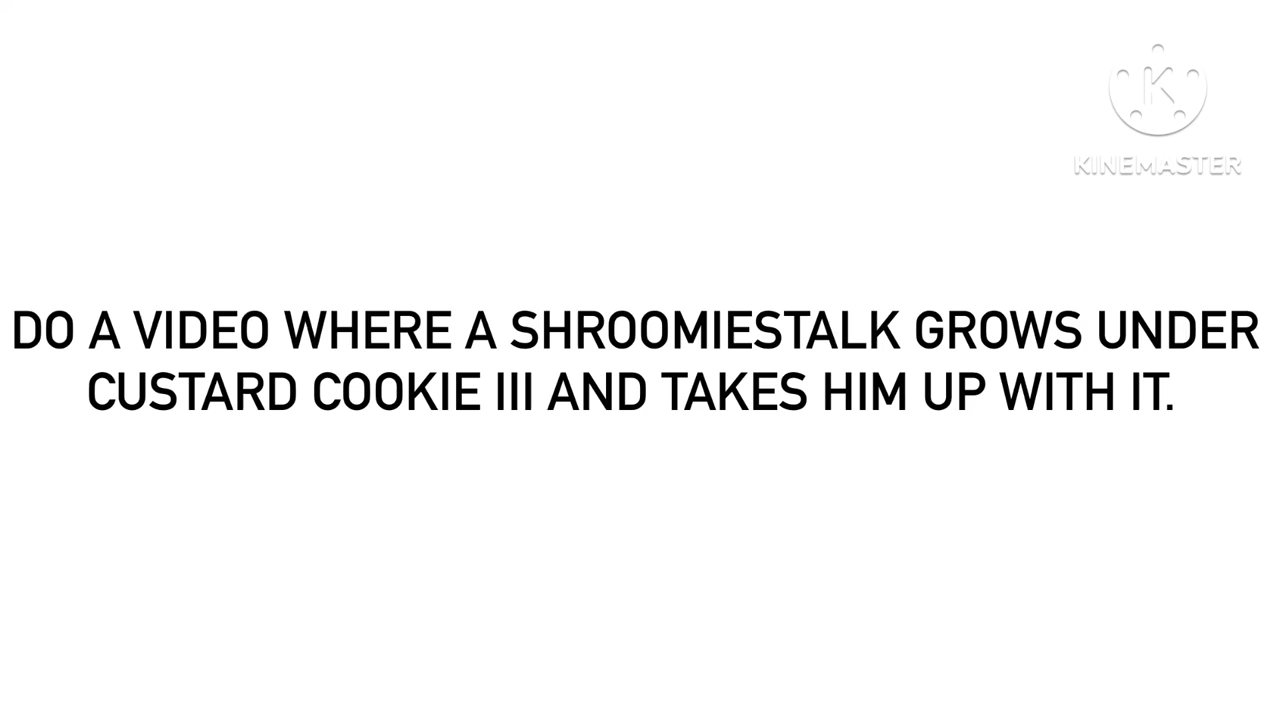 KINEMASTER
DO A VIDEO WHERE A SHROOMIESTALK GROWS UNDER
CUSTARD COOKIE III AND TAKES HIM UP WITH IT.